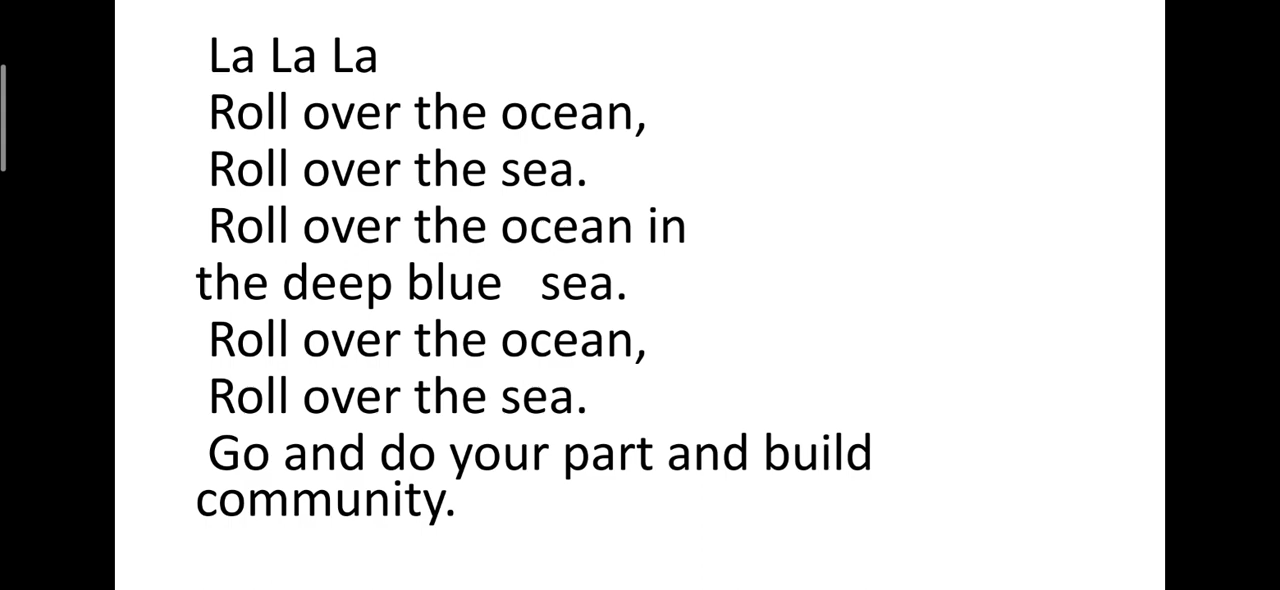 La La La
Roll over the ocean,
Roll over the sea.
Roll over the ocean in
the deep blue   sea.
Roll over the ocean,
Roll over the sea.
Go and do your part and build
community.